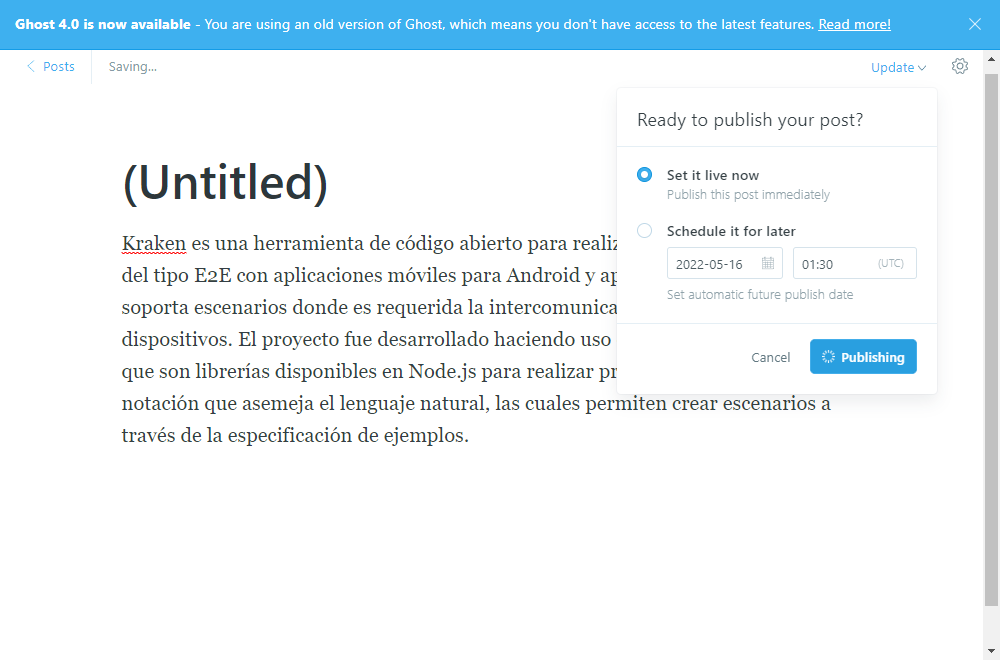 Ghost 4.0 is now available - You are using an old version of Ghost, which means you don't have access to the latest features. Read more!
Posts Saving... Update
Ready to publish your post?
Set it live now
Publish this post immediately
Schedule it for later
2022-05-16 01:30 (UTC)
Set automatic future publish date
Cancel Publishing
(Untitled)
Kraken es una herramienta de código abierto para realiz
del tipo E2E con aplicaciones móviles para Android y ap
soporta escenarios donde es requerida la intercomunica
dispositivos. El proyecto fue desarrollado haciendo uso
que son librerías disponibles en Node.js para realizar pr
notación que asemeja el lenguaje natural, las cuales permiten crear escenarios a
través de la especificación de ejemplos.